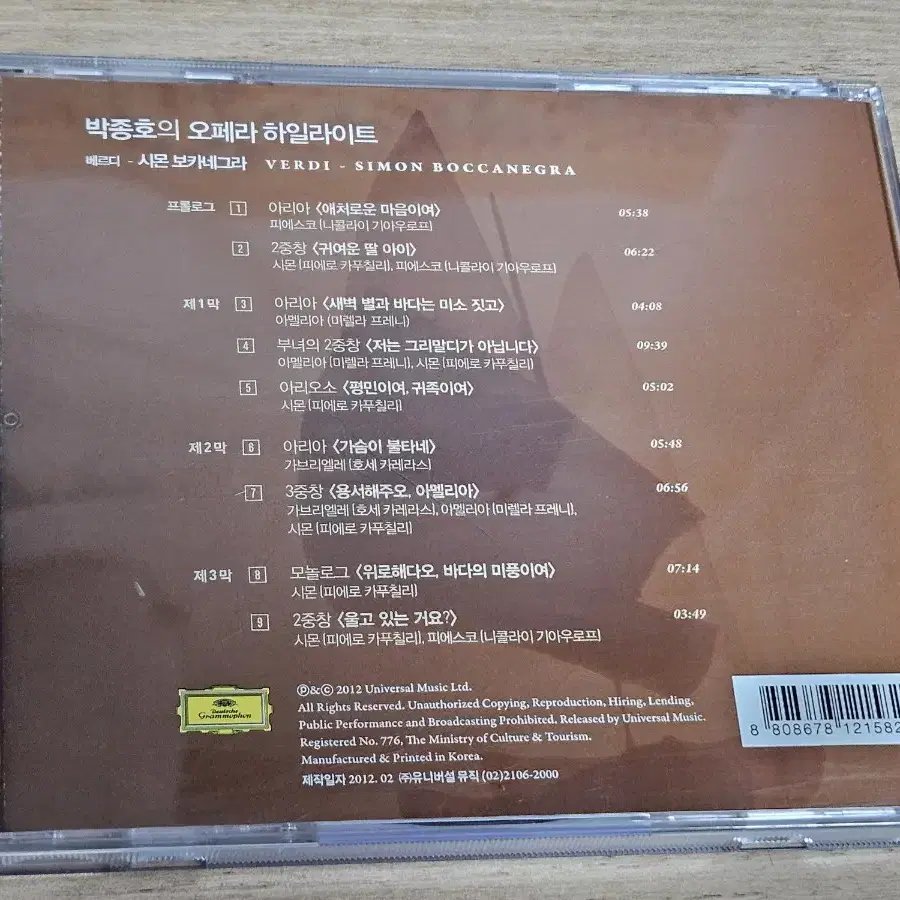 박종호의 오페라 하일라이트
베르디 - 시몬 보카네그라 VERDI - SIMON BOCCANEGRA
프롤로그 1 아리아 〈애처로운 마음이여〉 05:38
피에스코 (니콜라이 기아우로프)
2 2중창 〈귀여운 딸 아이〉 06:22
시몬 (피에로 카푸칠리), 피에스코 (니콜라이 기아우로프)
제1막 3 아리아 〈새벽 별과 바다는 미소 짓고〉 04:08
아멜리아 (미렐라 프레니)
4 부녀의 2중창 〈저는 그리말디가 아닙니다〉 09:39
아멜리아 (미렐라 프레니), 시몬 (피에로 카푸칠리)
5 아리오소 〈평민이여, 귀족이여〉 05:02
시몬 (피에로 카푸칠리)
제2막 6 아리아 〈가슴이 불타네〉 05:48
가브리엘레 (호세 카레라스)
7 3중창 〈용서해주오, 아멜리아〉 06:56
가브리엘레 (호세 카레라스), 아멜리아 (미렐라 프레니),
시몬 (피에로 카푸칠리)
제3막 8 모놀로그 〈위로해다오, 바다의 미풍이여〉 07:14
시몬 (피에로 카푸칠리)
9 2중창 〈울고 있는 거요?〉 03:49
시몬 (피에로 카푸칠리), 피에스코 (니콜라이 기아우로프)
Deutsche
Grammophon
℗&© 2012 Universal Music Ltd.
All Rights Reserved. Unauthorized Copying, Reproduction, Hiring, Lending,
Public Performance and Broadcasting Prohibited. Released by Universal Music.
Registered No. 776, The Ministry of Culture & Tourism.
Manufactured & Printed in Korea.
제작일자 2012. 02 ㈜유니버설 뮤직 (02)2106-2000
8 808678 121582